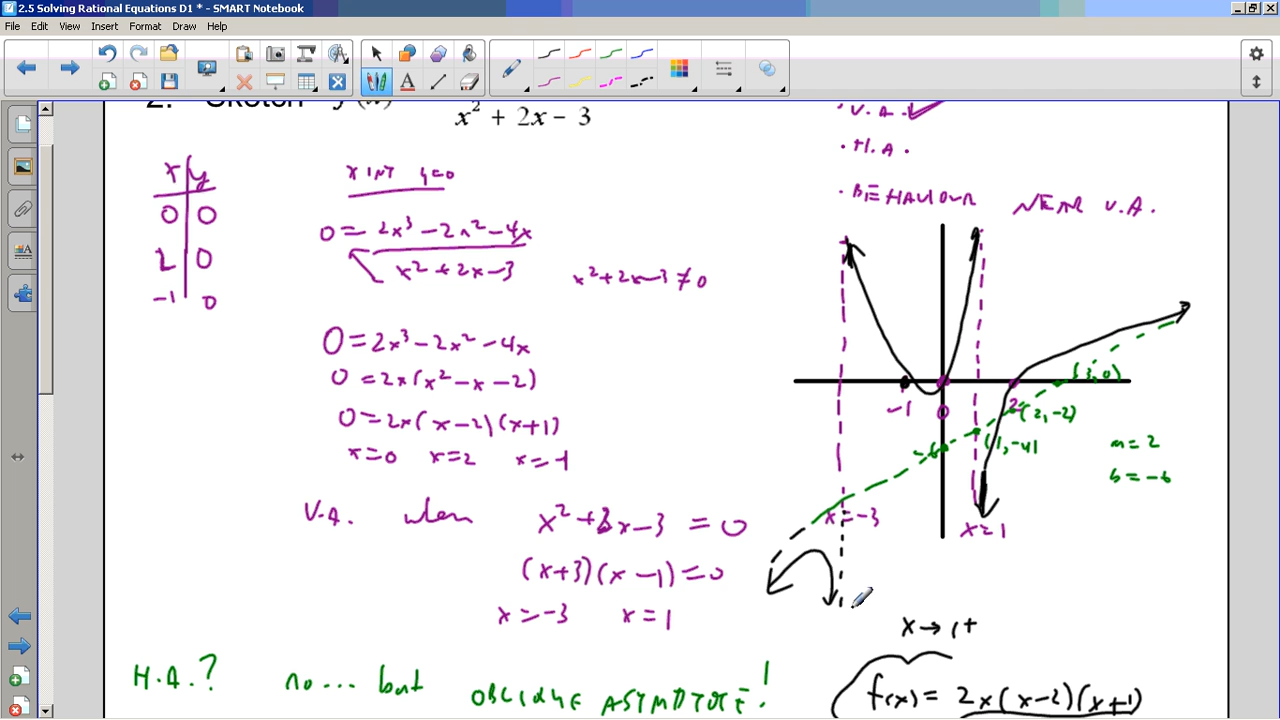 2.5 Solving Rational Equations D1 * - SMART Notebook
File Edit View Insert Format Draw Help
2. Sketch
x² + 2x − 3
· V.A.
· H.A.
· BEHAVIOUR NEAR V.A.
x y
0 0
2 0
-1 0
x INT y=0
0 = 2x³-2x²-4x
x²+2x-3
x²+2x-3≠0
0=2x³-2x²-4x
0=2x(x²-x-2)
0=2x(x-2)(x+1)
x=0 x=2 x=-1
V.A. when x²+2x-3 = 0
(x+3)(x-1)=0
x=-3 x=1
-1 0 2
(3,0)
(2,-2)
-6 (1,-4)
m=2
b=-6
x=-3
x=1
x→1+
H.A.? no... but OBLIQUE ASYMPTOTE!
f(x)= 2x(x-2)(x+1)